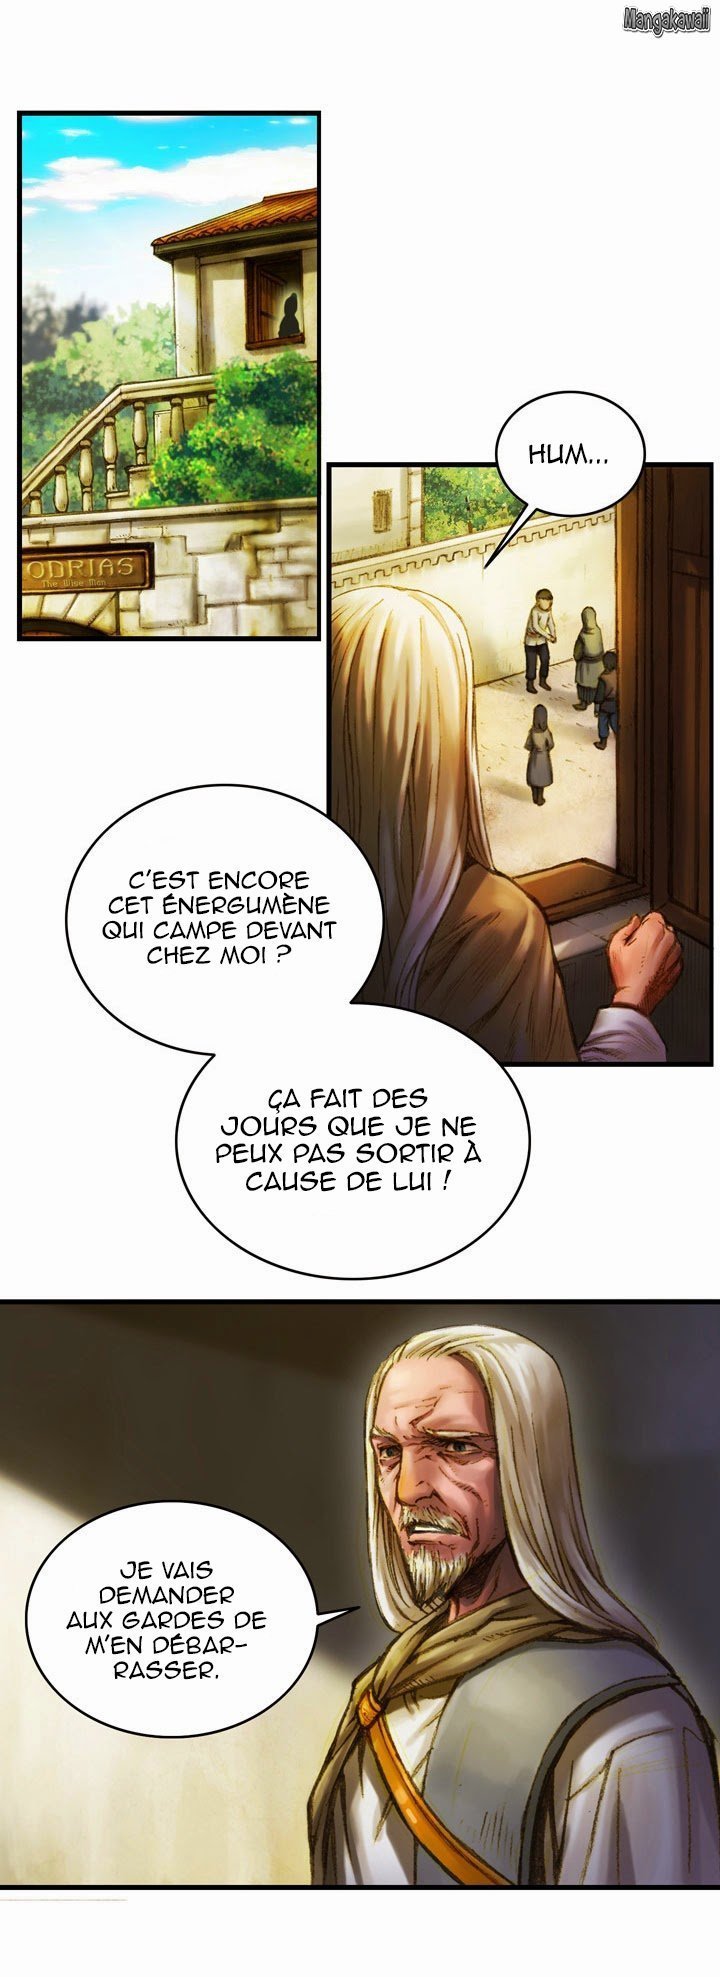 Mangakawaii
ODRIAS
The Wise Man
HUM...
C'EST ENCORE
CET ÉNERGUMÈNE
QUI CAMPE DEVANT
CHEZ MOI ?
ÇA FAIT DES
JOURS QUE JE NE
PEUX PAS SORTIR À
CAUSE DE LUI !
JE VAIS
DEMANDER
AUX GARDES DE
M'EN DÉBAR-
RASSER.